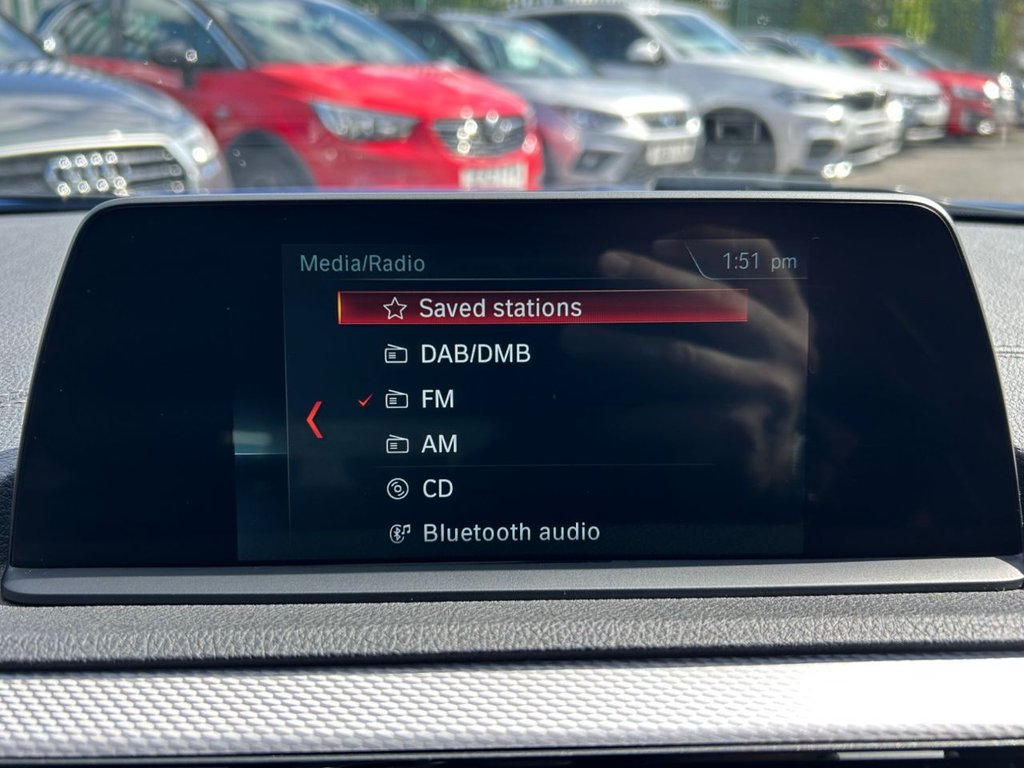 Media/Radio
1:51 pm
Saved stations
DAB/DMB
FM
AM
CD
Bluetooth audio